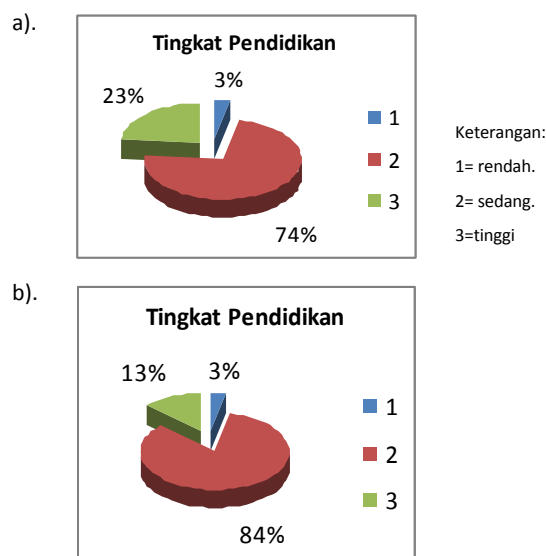 a).
Tingkat Pendidikan
3%
23%
74%
1
2
3
Keterangan:
1= rendah.
2= sedang.
3=tinggi
b).
Tingkat Pendidikan
13%
3%
84%
1
2
3